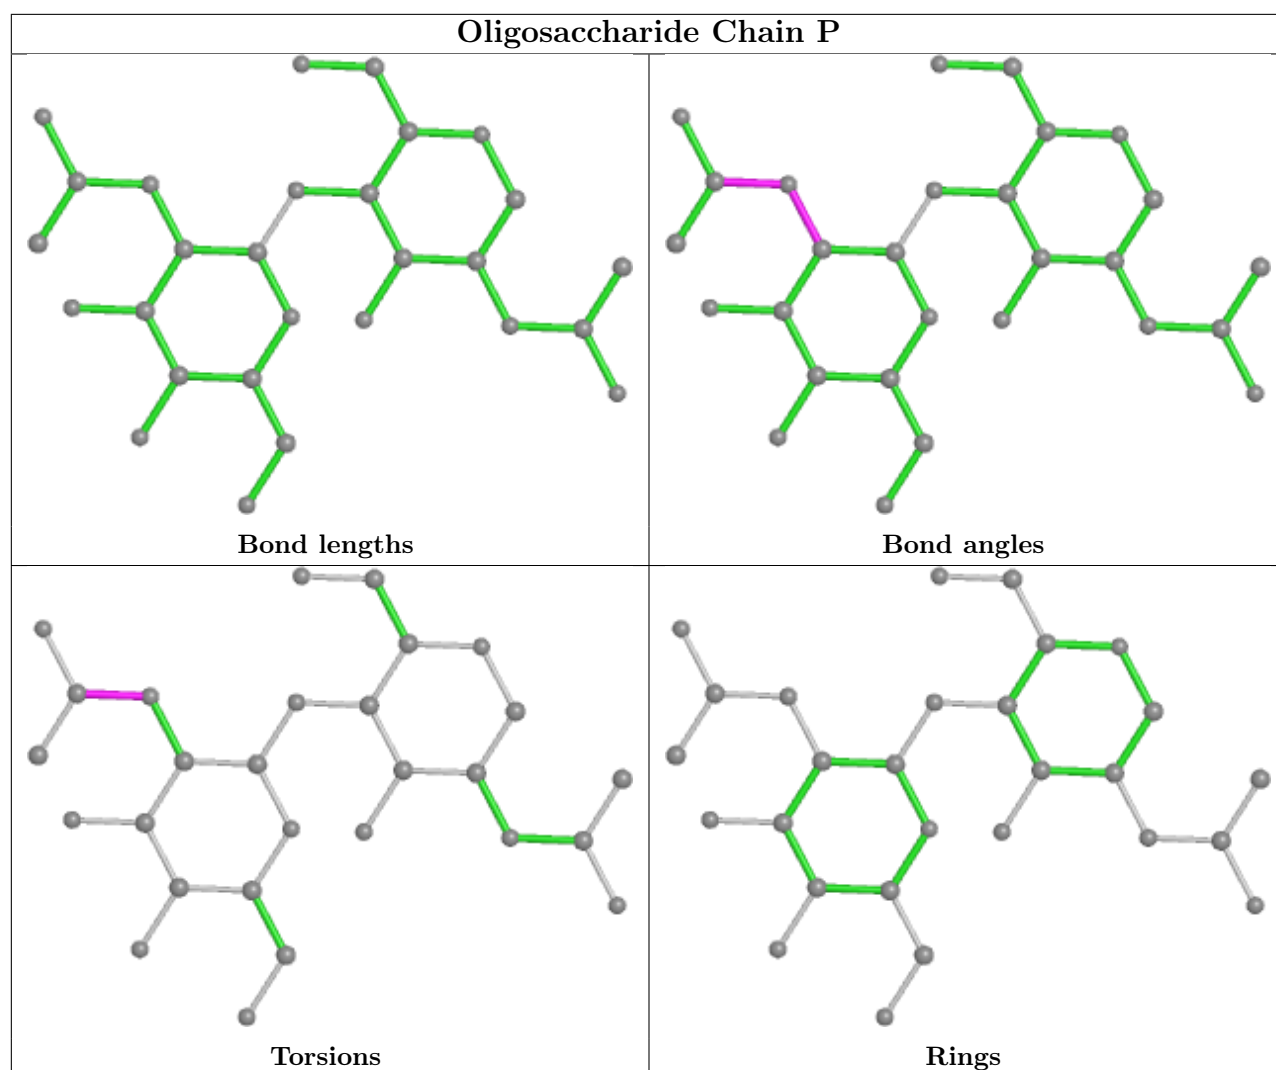 Oligosaccharide Chain P
Bond lengths
Bond angles
Torsions
Rings